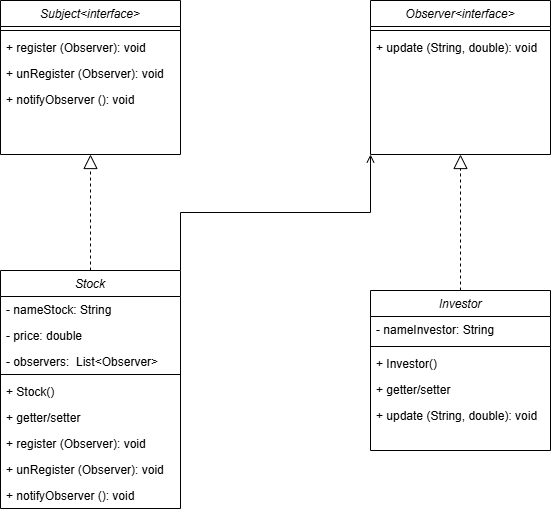 Subject<interface>
+ register (Observer): void
+ unRegister (Observer): void
+ notifyObserver (): void
Observer<interface>
+ update (String, double): void
Stock
- nameStock: String
- price: double
- observers:  List<Observer>
+ Stock()
+ getter/setter
+ register (Observer): void
+ unRegister (Observer): void
+ notifyObserver (): void
Investor
- nameInvestor: String
+ Investor()
+ getter/setter
+ update (String, double): void